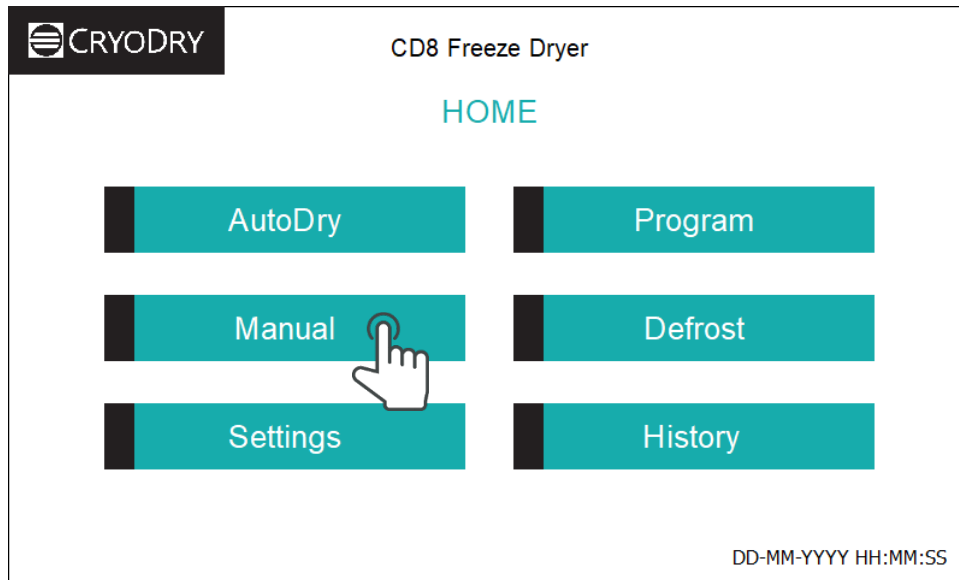 CRYODRY
CD8 Freeze Dryer
HOME
AutoDry
Program
Manual
Defrost
Settings
History
DD-MM-YYYY HH:MM:SS